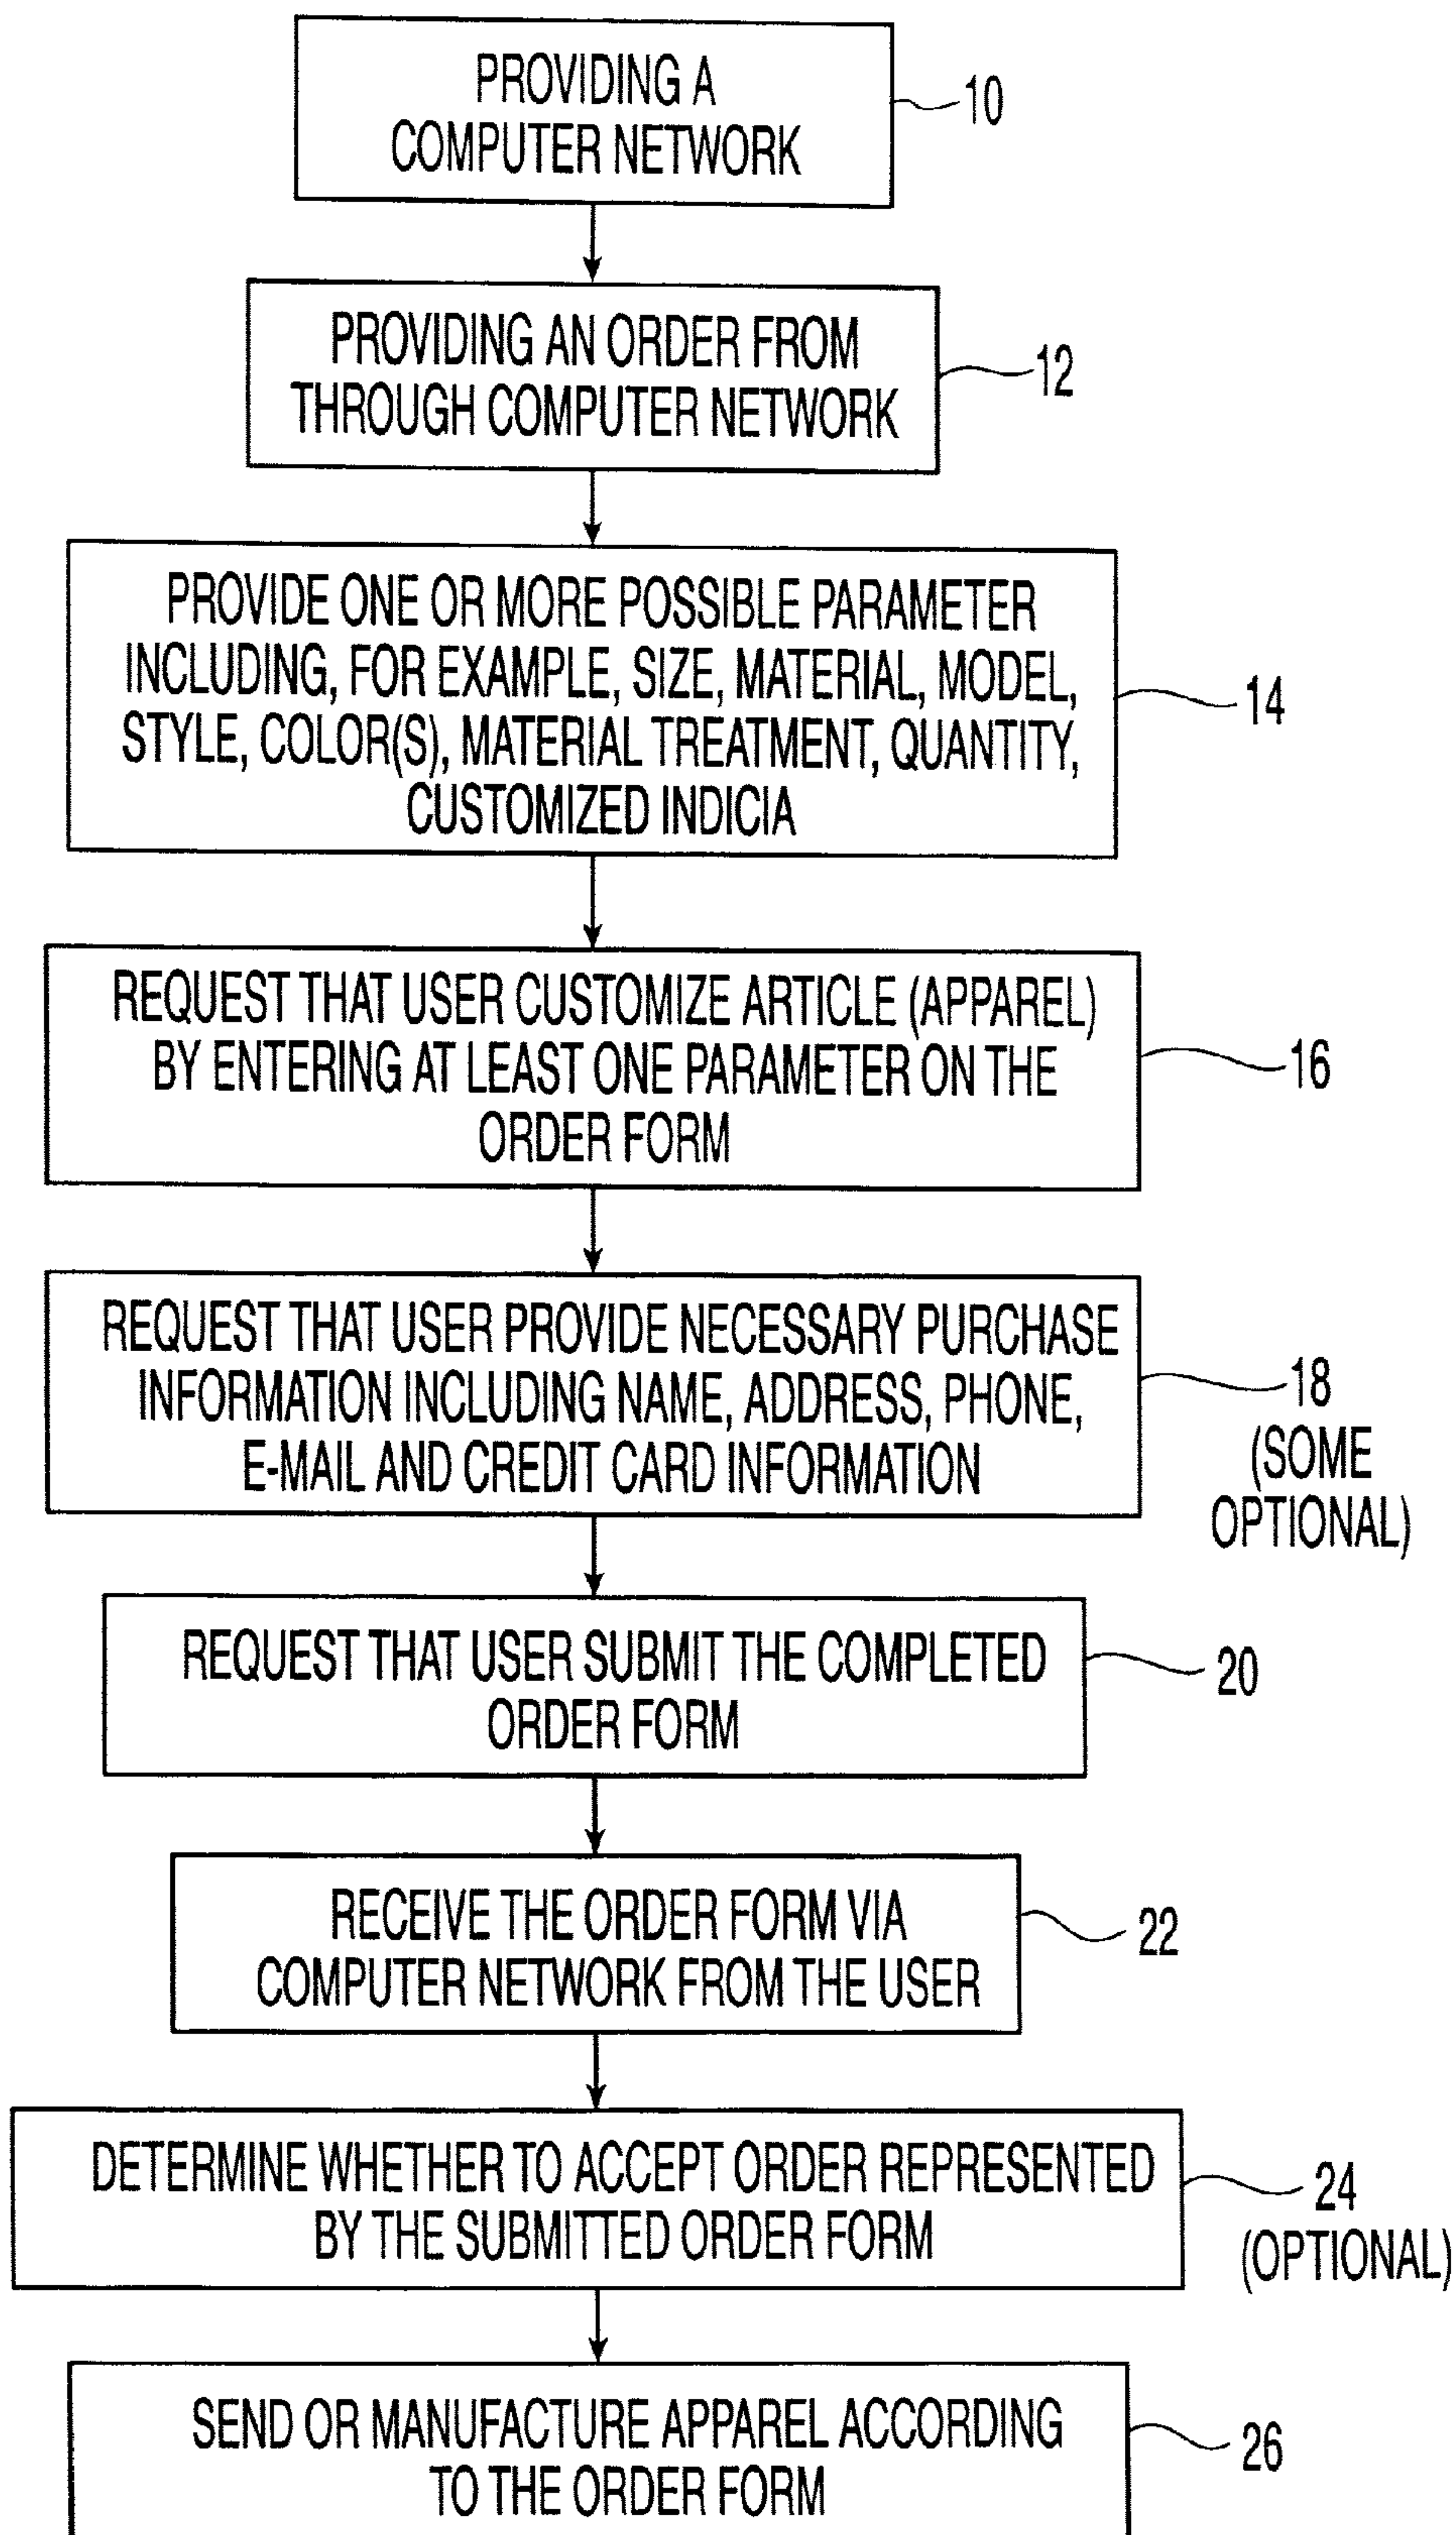 PROVIDING A
COMPUTER NETWORK
10
PROVIDING AN ORDER FROM
THROUGH COMPUTER NETWORK
12
PROVIDE ONE OR MORE POSSIBLE PARAMETER
INCLUDING, FOR EXAMPLE, SIZE, MATERIAL, MODEL,
STYLE, COLOR(S), MATERIAL TREATMENT, QUANTITY,
CUSTOMIZED INDICIA
14
REQUEST THAT USER CUSTOMIZE ARTICLE (APPAREL)
BY ENTERING AT LEAST ONE PARAMETER ON THE
ORDER FORM
16
REQUEST THAT USER PROVIDE NECESSARY PURCHASE
INFORMATION INCLUDING NAME, ADDRESS, PHONE,
E-MAIL AND CREDIT CARD INFORMATION
18
(SOME
OPTIONAL)
REQUEST THAT USER SUBMIT THE COMPLETED
ORDER FORM
20
RECEIVE THE ORDER FORM VIA
COMPUTER NETWORK FROM THE USER
22
DETERMINE WHETHER TO ACCEPT ORDER REPRESENTED
BY THE SUBMITTED ORDER FORM
24
(OPTIONAL)
SEND OR MANUFACTURE APPAREL ACCORDING
TO THE ORDER FORM
26